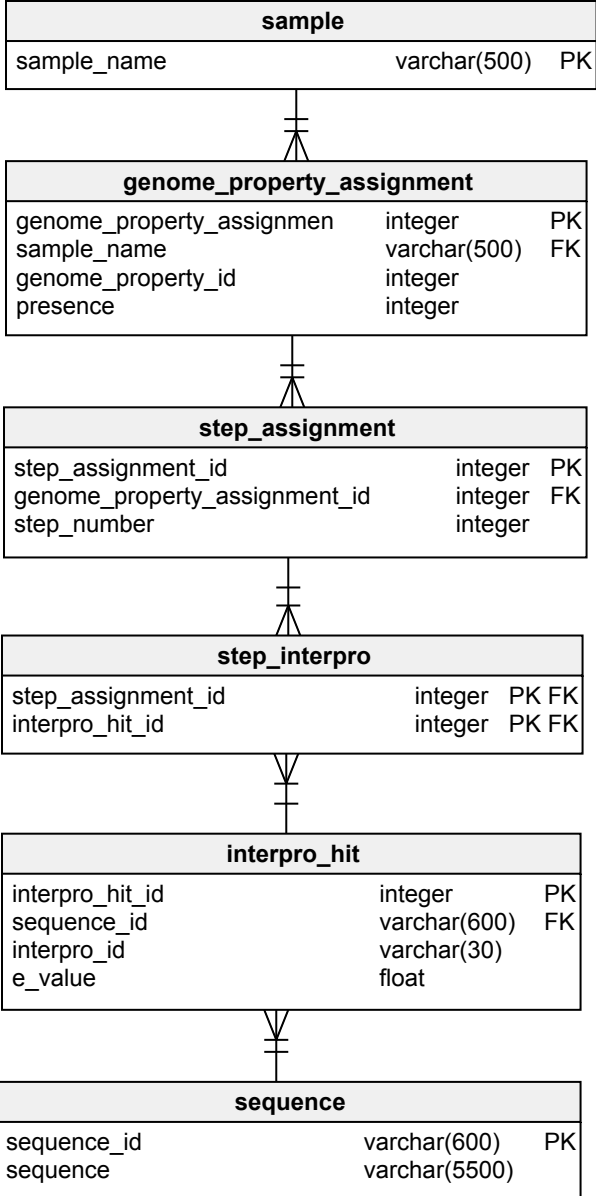 sample
sample_name varchar(500) PK
genome_property_assignment
genome_property_assignmen integer PK
sample_name varchar(500) FK
genome_property_id integer
presence integer
step_assignment
step_assignment_id integer PK
genome_property_assignment_id integer FK
step_number integer
step_interpro
step_assignment_id integer PK FK
interpro_hit_id integer PK FK
interpro_hit
interpro_hit_id integer PK
sequence_id varchar(600) FK
interpro_id varchar(30)
e_value float
sequence
sequence_id varchar(600) PK
sequence varchar(5500)